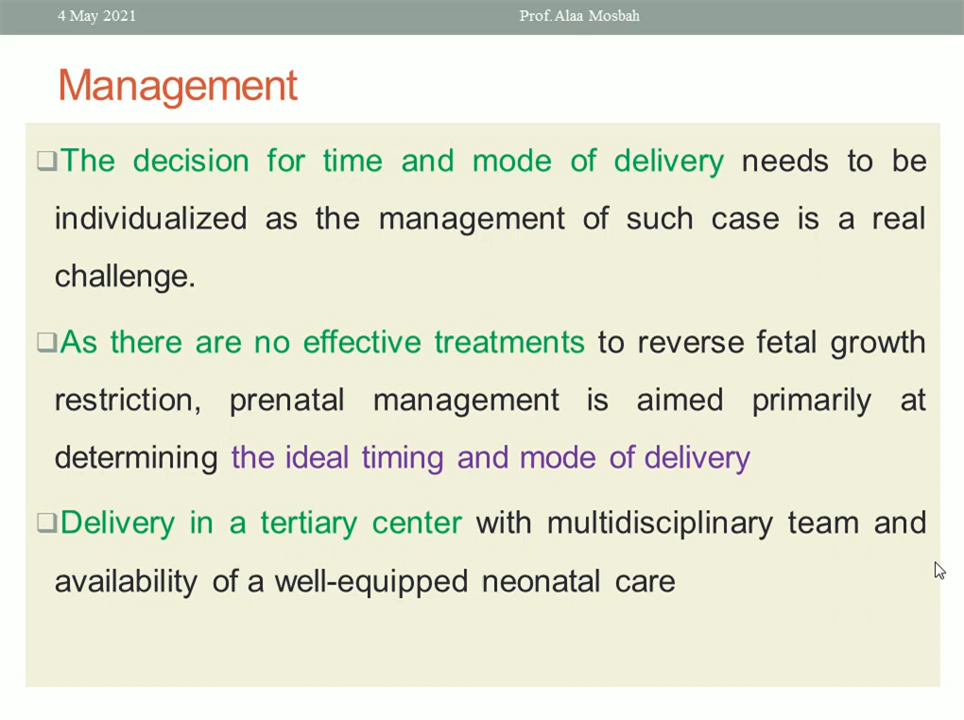 4 May 2021
Prof.Alaa Mosbah
Management
The decision for time and mode of delivery needs to be
individualized as the management of such case is a real
challenge.
As there are no effective treatments to reverse fetal growth
restriction, prenatal management is aimed primarily at
determining the ideal timing and mode of delivery
Delivery in a tertiary center with multidisciplinary team and
availability of a well-equipped neonatal care